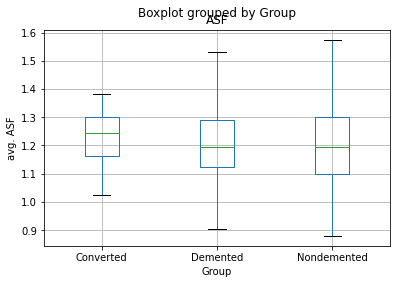 Boxplot grouped by Group
ASF
1.6
1.5
1.4
1.3
1.2
1.1
1.0
0.9
avg. ASF
Converted Demented Nondemented
Group